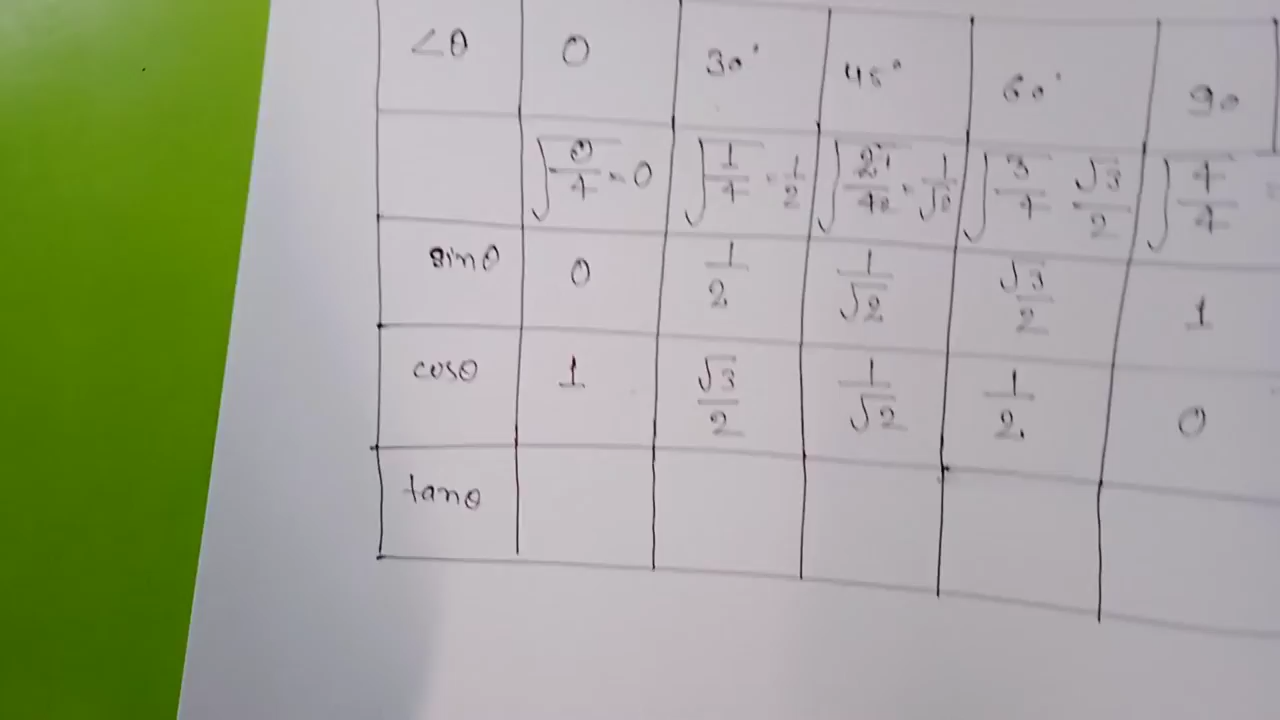 ∠θ 0 30° 45° 60° 90
√0/4 = 0 √1/4 = 1/2 √2/4 = 1/√2 √3/4 √3/2 √4/4 =
sinθ 0 1/2 1/√2 √3/2 1
cosθ 1 √3/2 1/√2 1/2 0
tanθ